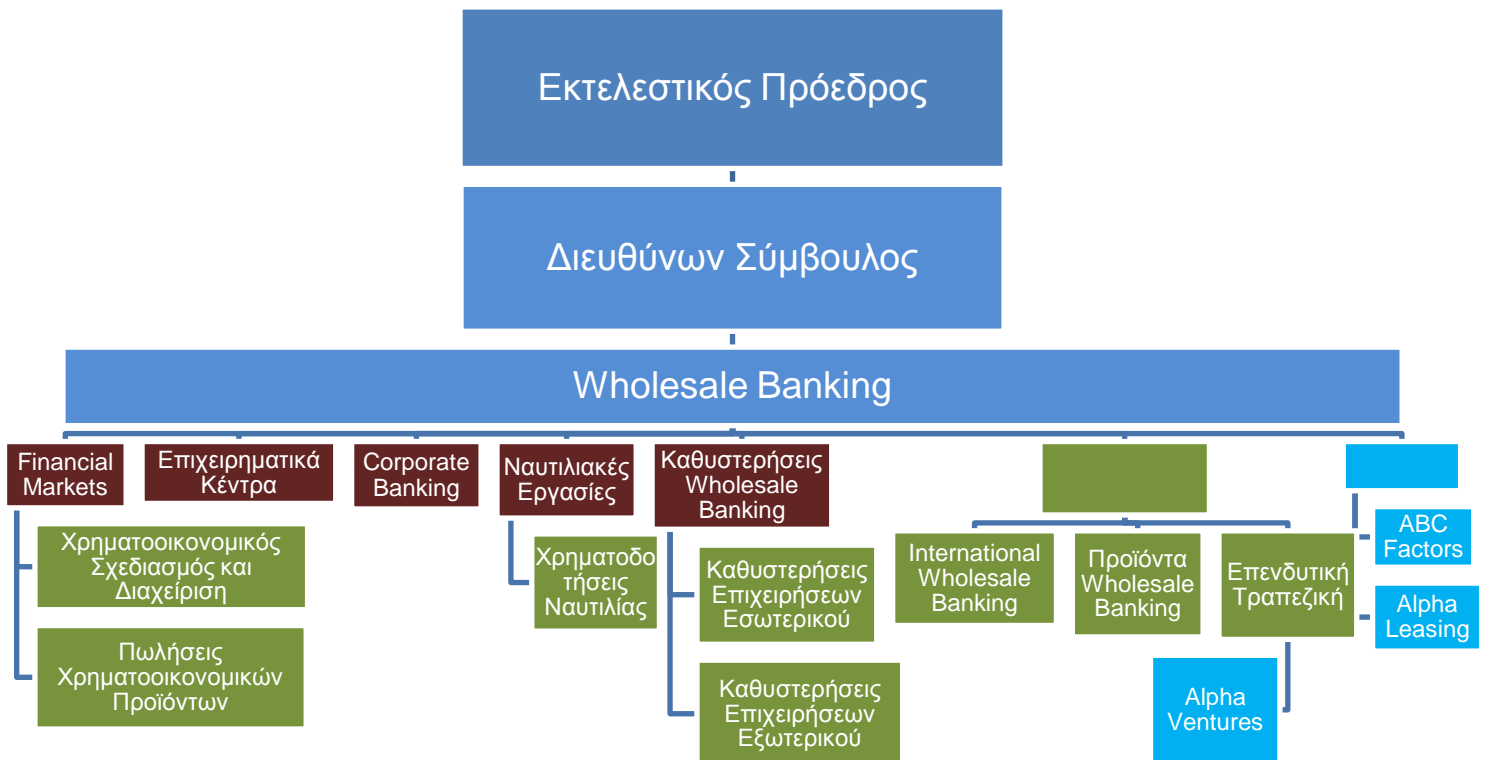 Εκτελεστικός Πρόεδρος
Διευθύνων Σύμβουλος
Wholesale Banking
Financial
Markets
Επιχειρηματικά
Κέντρα
Corporate
Banking
Ναυτιλιακές
Εργασίες
Καθυστερήσεις
Wholesale
Banking
Χρηματοοικονομικός
Σχεδιασμός και
Διαχείριση
Πωλήσεις
Χρηματοοικονομικών
Προϊόντων
Χρηματοδο
τήσεις
Ναυτιλίας
Καθυστερήσεις
Επιχειρήσεων
Εσωτερικού
Καθυστερήσεις
Επιχειρήσεων
Εξωτερικού
International
Wholesale
Banking
Προϊόντα
Wholesale
Banking
Επενδυτική
Τραπεζική
Alpha
Ventures
ABC
Factors
Alpha
Leasing